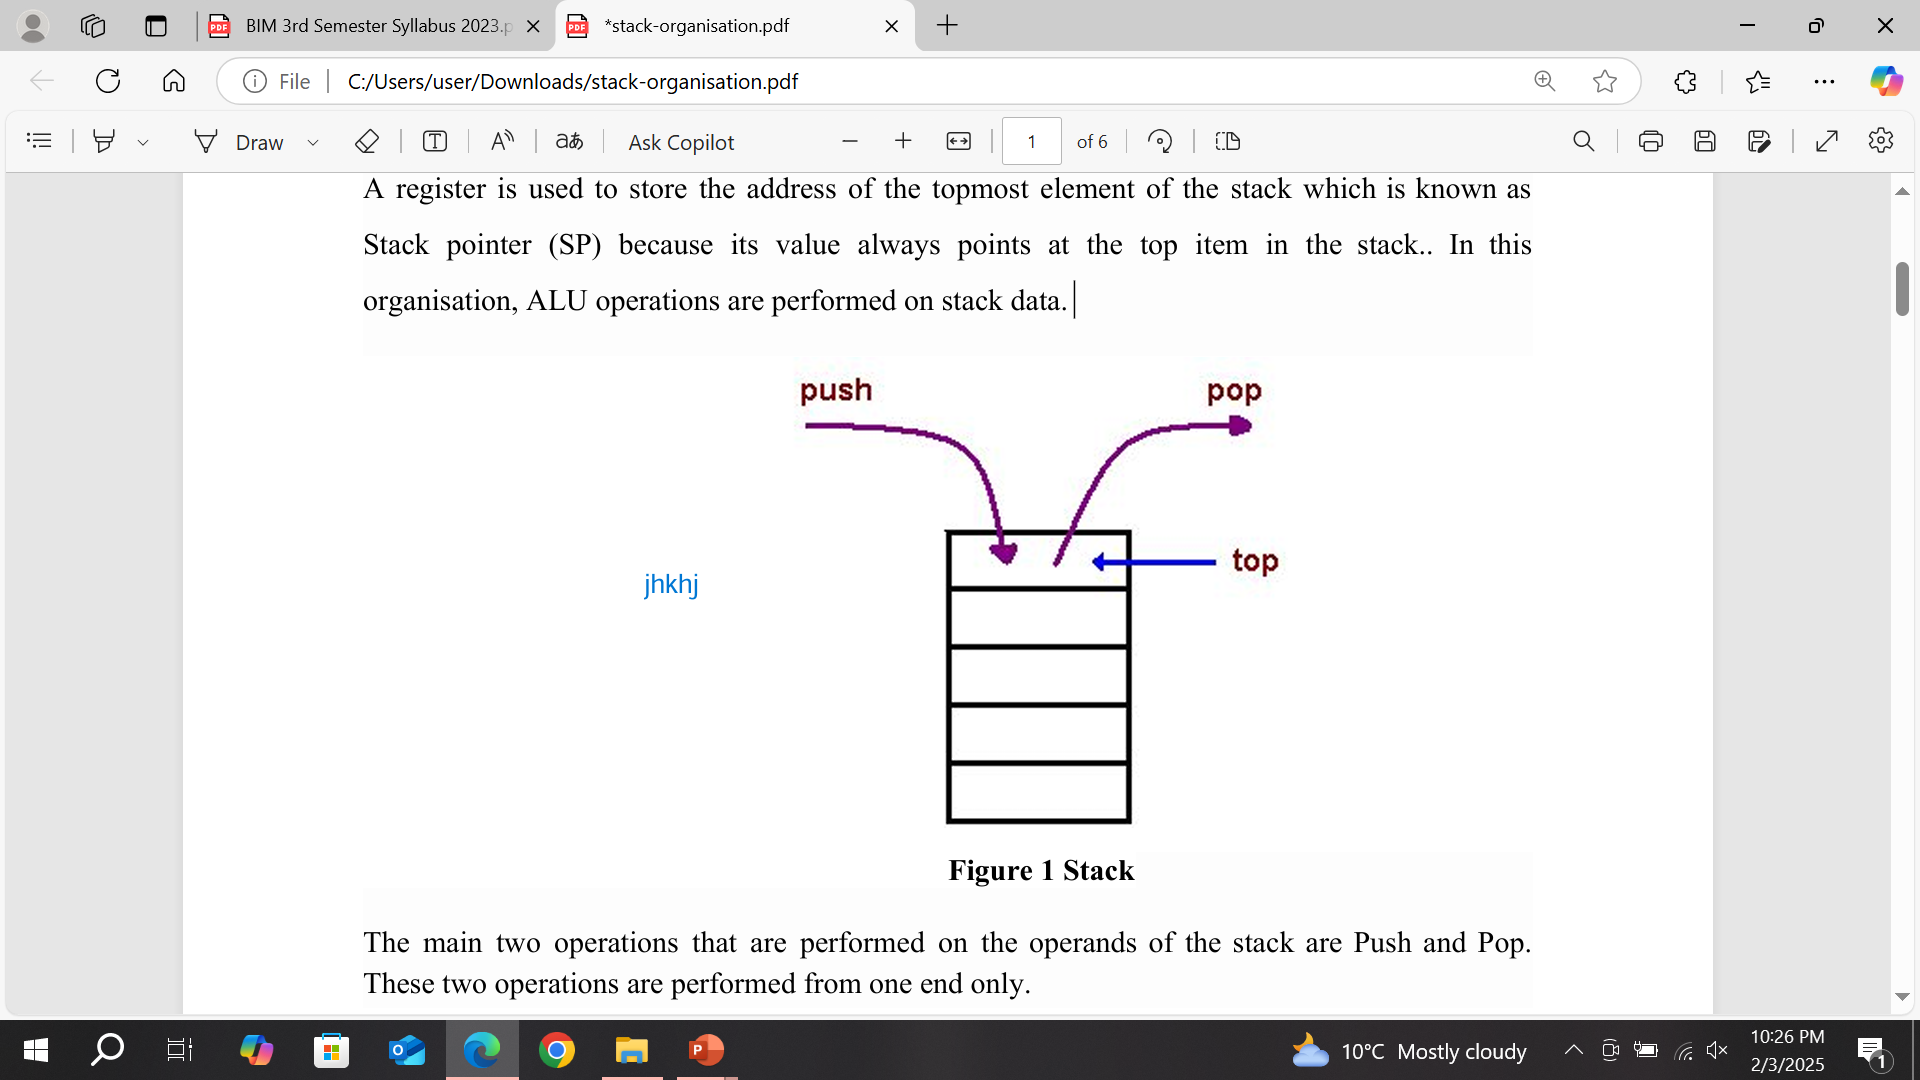 BIM 3rd Semester Syllabus 2023.p
*stack-organisation.pdf
File
C:/Users/user/Downloads/stack-organisation.pdf
Draw
Ask Copilot
1
of 6
A register is used to store the address of the topmost element of the stack which is known as
Stack pointer (SP) because its value always points at the top item in the stack.. In this
organisation, ALU operations are performed on stack data.
push
pop
top
jhkhj
Figure 1 Stack
The main two operations that are performed on the operands of the stack are Push and Pop.
These two operations are performed from one end only.
10°C Mostly cloudy
10:26 PM
2/3/2025
1